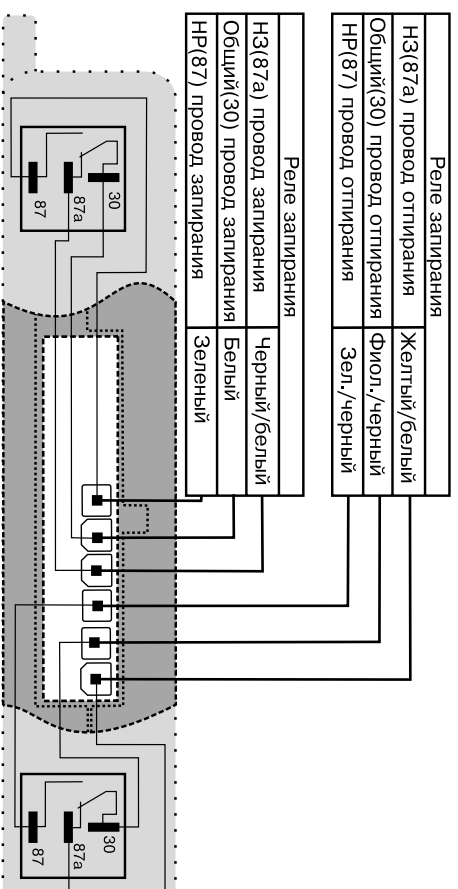 Реле запирания
НЗ(87а) провод отпирания Желтый/белый
Общий(30) провод отпирания Фиол./черный
НР(87) провод отпирания Зел./черный
Реле запирания
НЗ(87а) провод запирания Черный/белый
Общий(30) провод запирания Белый
НР(87) провод запирания Зеленый
30
87a
87
30
87a
87